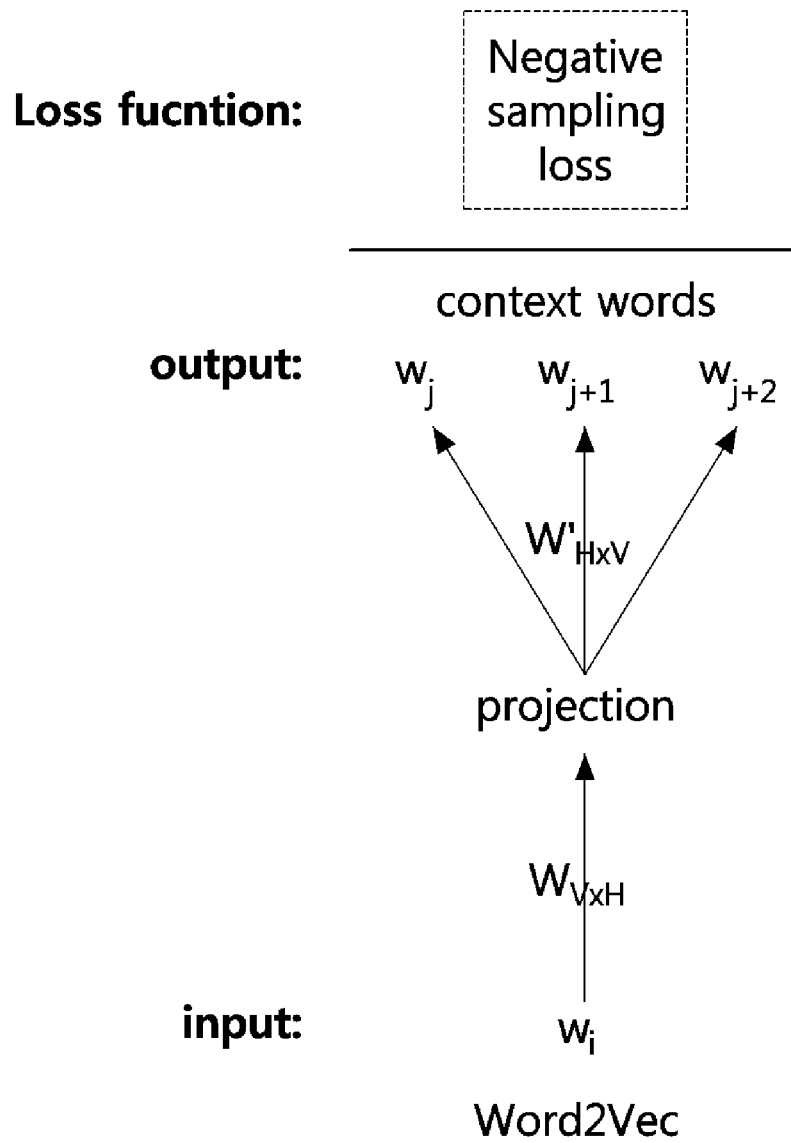 Negative
Loss fucntion: sampling
loss
context words
output: wj wj+1 wj+2
W'HxV
projection
WVxH
input: wi
Word2Vec